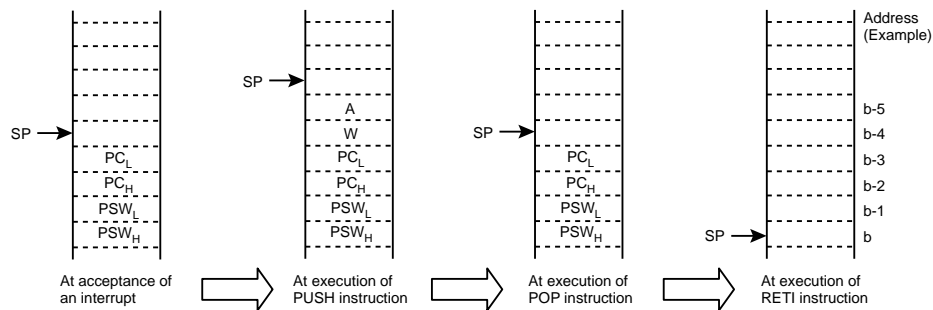 Address
(Example)
SP
SP
A
b-5
SP
W
SP
b-4
PCL
PCL
PCL
b-3
PCH
PCH
PCH
b-2
PSWL
PSWL
PSWL
b-1
PSWH
PSWH
PSWH
SP
b
At acceptance of
an interrupt
At execution of
PUSH instruction
At execution of
POP instruction
At execution of
RETI instruction